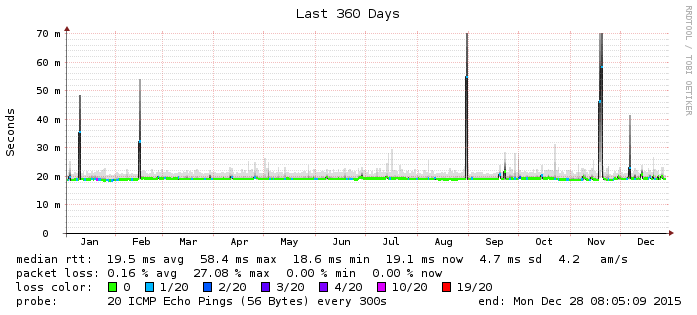 Last 360 Days
RRDTOOL / TOBI OETIKER
Seconds
70 m
60 m
50 m
40 m
30 m
20 m
10 m
0
Jan Feb Mar Apr May Jun Jul Aug Sep Oct Nov Dec
median rtt: 19.5 ms avg 58.4 ms max 18.6 ms min 19.1 ms now 4.7 ms sd 4.2 am/s
packet loss: 0.16 % avg 27.08 % max 0.00 % min 0.00 % now
loss color: 0 1/20 2/20 3/20 4/20 10/20 19/20
probe: 20 ICMP Echo Pings (56 Bytes) every 300s end: Mon Dec 28 08:05:09 2015